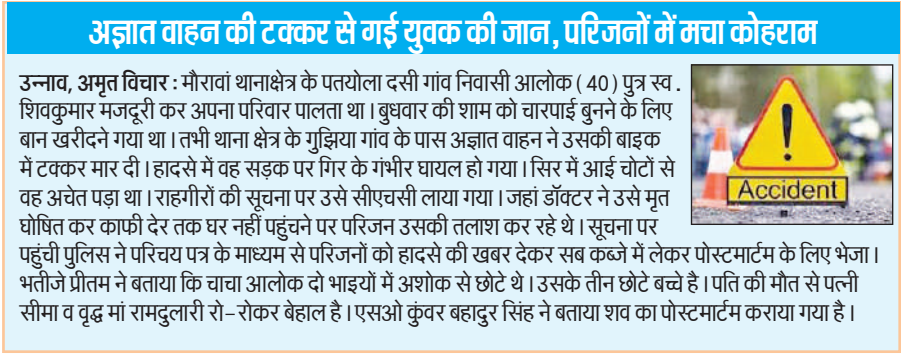 अज्ञात वाहन की टक्कर से गई युवक की जान, परिजनों में मचा कोहराम
उन्नाव, अमृत विचार : मौरावां थानाक्षेत्र के पतयोला दसी गांव निवासी आलोक (40) पुत्र स्व.
शिवकुमार मजदूरी कर अपना परिवार पालता था। बुधवार की शाम को चारपाई बुनने के लिए
बान खरीदने गया था। तभी थाना क्षेत्र के गुझिया गांव के पास अज्ञात वाहन ने उसकी बाइक
में टक्कर मार दी। हादसे में वह सड़क पर गिर के गंभीर घायल हो गया। सिर में आई चोटों से
वह अचेत पड़ा था। राहगीरों की सूचना पर उसे सीएचसी लाया गया। जहां डॉक्टर ने उसे मृत
घोषित कर काफी देर तक घर नहीं पहुंचने पर परिजन उसकी तलाश कर रहे थे। सूचना पर
पहुंची पुलिस ने परिचय पत्र के माध्यम से परिजनों को हादसे की खबर देकर सब कब्जे में लेकर पोस्टमार्टम के लिए भेजा।
भतीजे प्रीतम ने बताया कि चाचा आलोक दो भाइयों में अशोक से छोटे थे। उसके तीन छोटे बच्चे है। पति की मौत से पत्नी
सीमा व वृद्ध मां रामदुलारी रो-रोकर बेहाल है। एसओ कुंवर बहादुर सिंह ने बताया शव का पोस्टमार्टम कराया गया है।
Accident